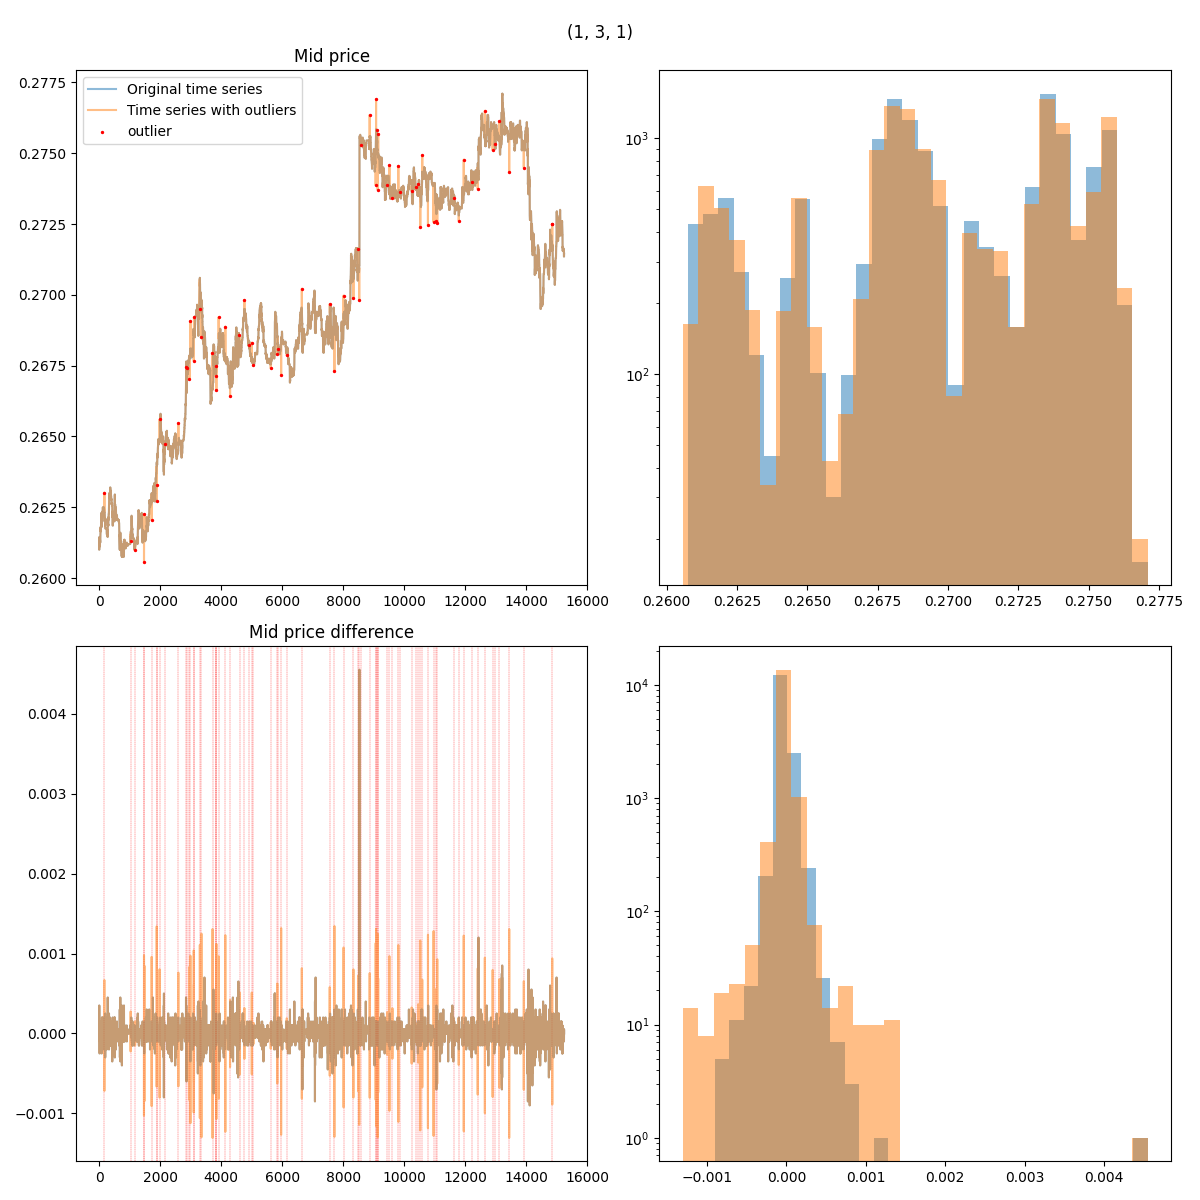 (1, 3, 1)
Mid price
Original time series
Time series with outliers
outlier
0.2775
0.2750
0.2725
0.2700
0.2675
0.2650
0.2625
0.2600
0 2000 4000 6000 8000 10000 12000 14000 16000
10³
10²
0.2600 0.2625 0.2650 0.2675 0.2700 0.2725 0.2750 0.2775
Mid price difference
0.004
0.003
0.002
0.001
0.000
−0.001
0 2000 4000 6000 8000 10000 12000 14000 16000
10⁴
10³
10²
10¹
10⁰
−0.001 0.000 0.001 0.002 0.003 0.004